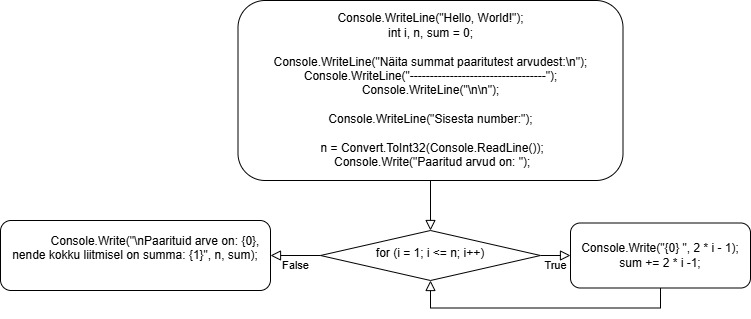 Console.WriteLine("Hello, World!");
int i, n, sum = 0;
Console.WriteLine("Näita summat paaritutest arvudest:\n");
Console.WriteLine("----------------------------------");
Console.WriteLine("\n\n");
Console.WriteLine("Sisesta number:");
n = Convert.ToInt32(Console.ReadLine());
Console.Write("Paaritud arvud on: ");
Console.Write("\nPaarituid arve on: {0},
nende kokku liitmisel on summa: {1}", n, sum);
False
for (i = 1; i <= n; i++)
True
Console.Write("{0} ", 2 * i - 1);
sum += 2 * i -1;